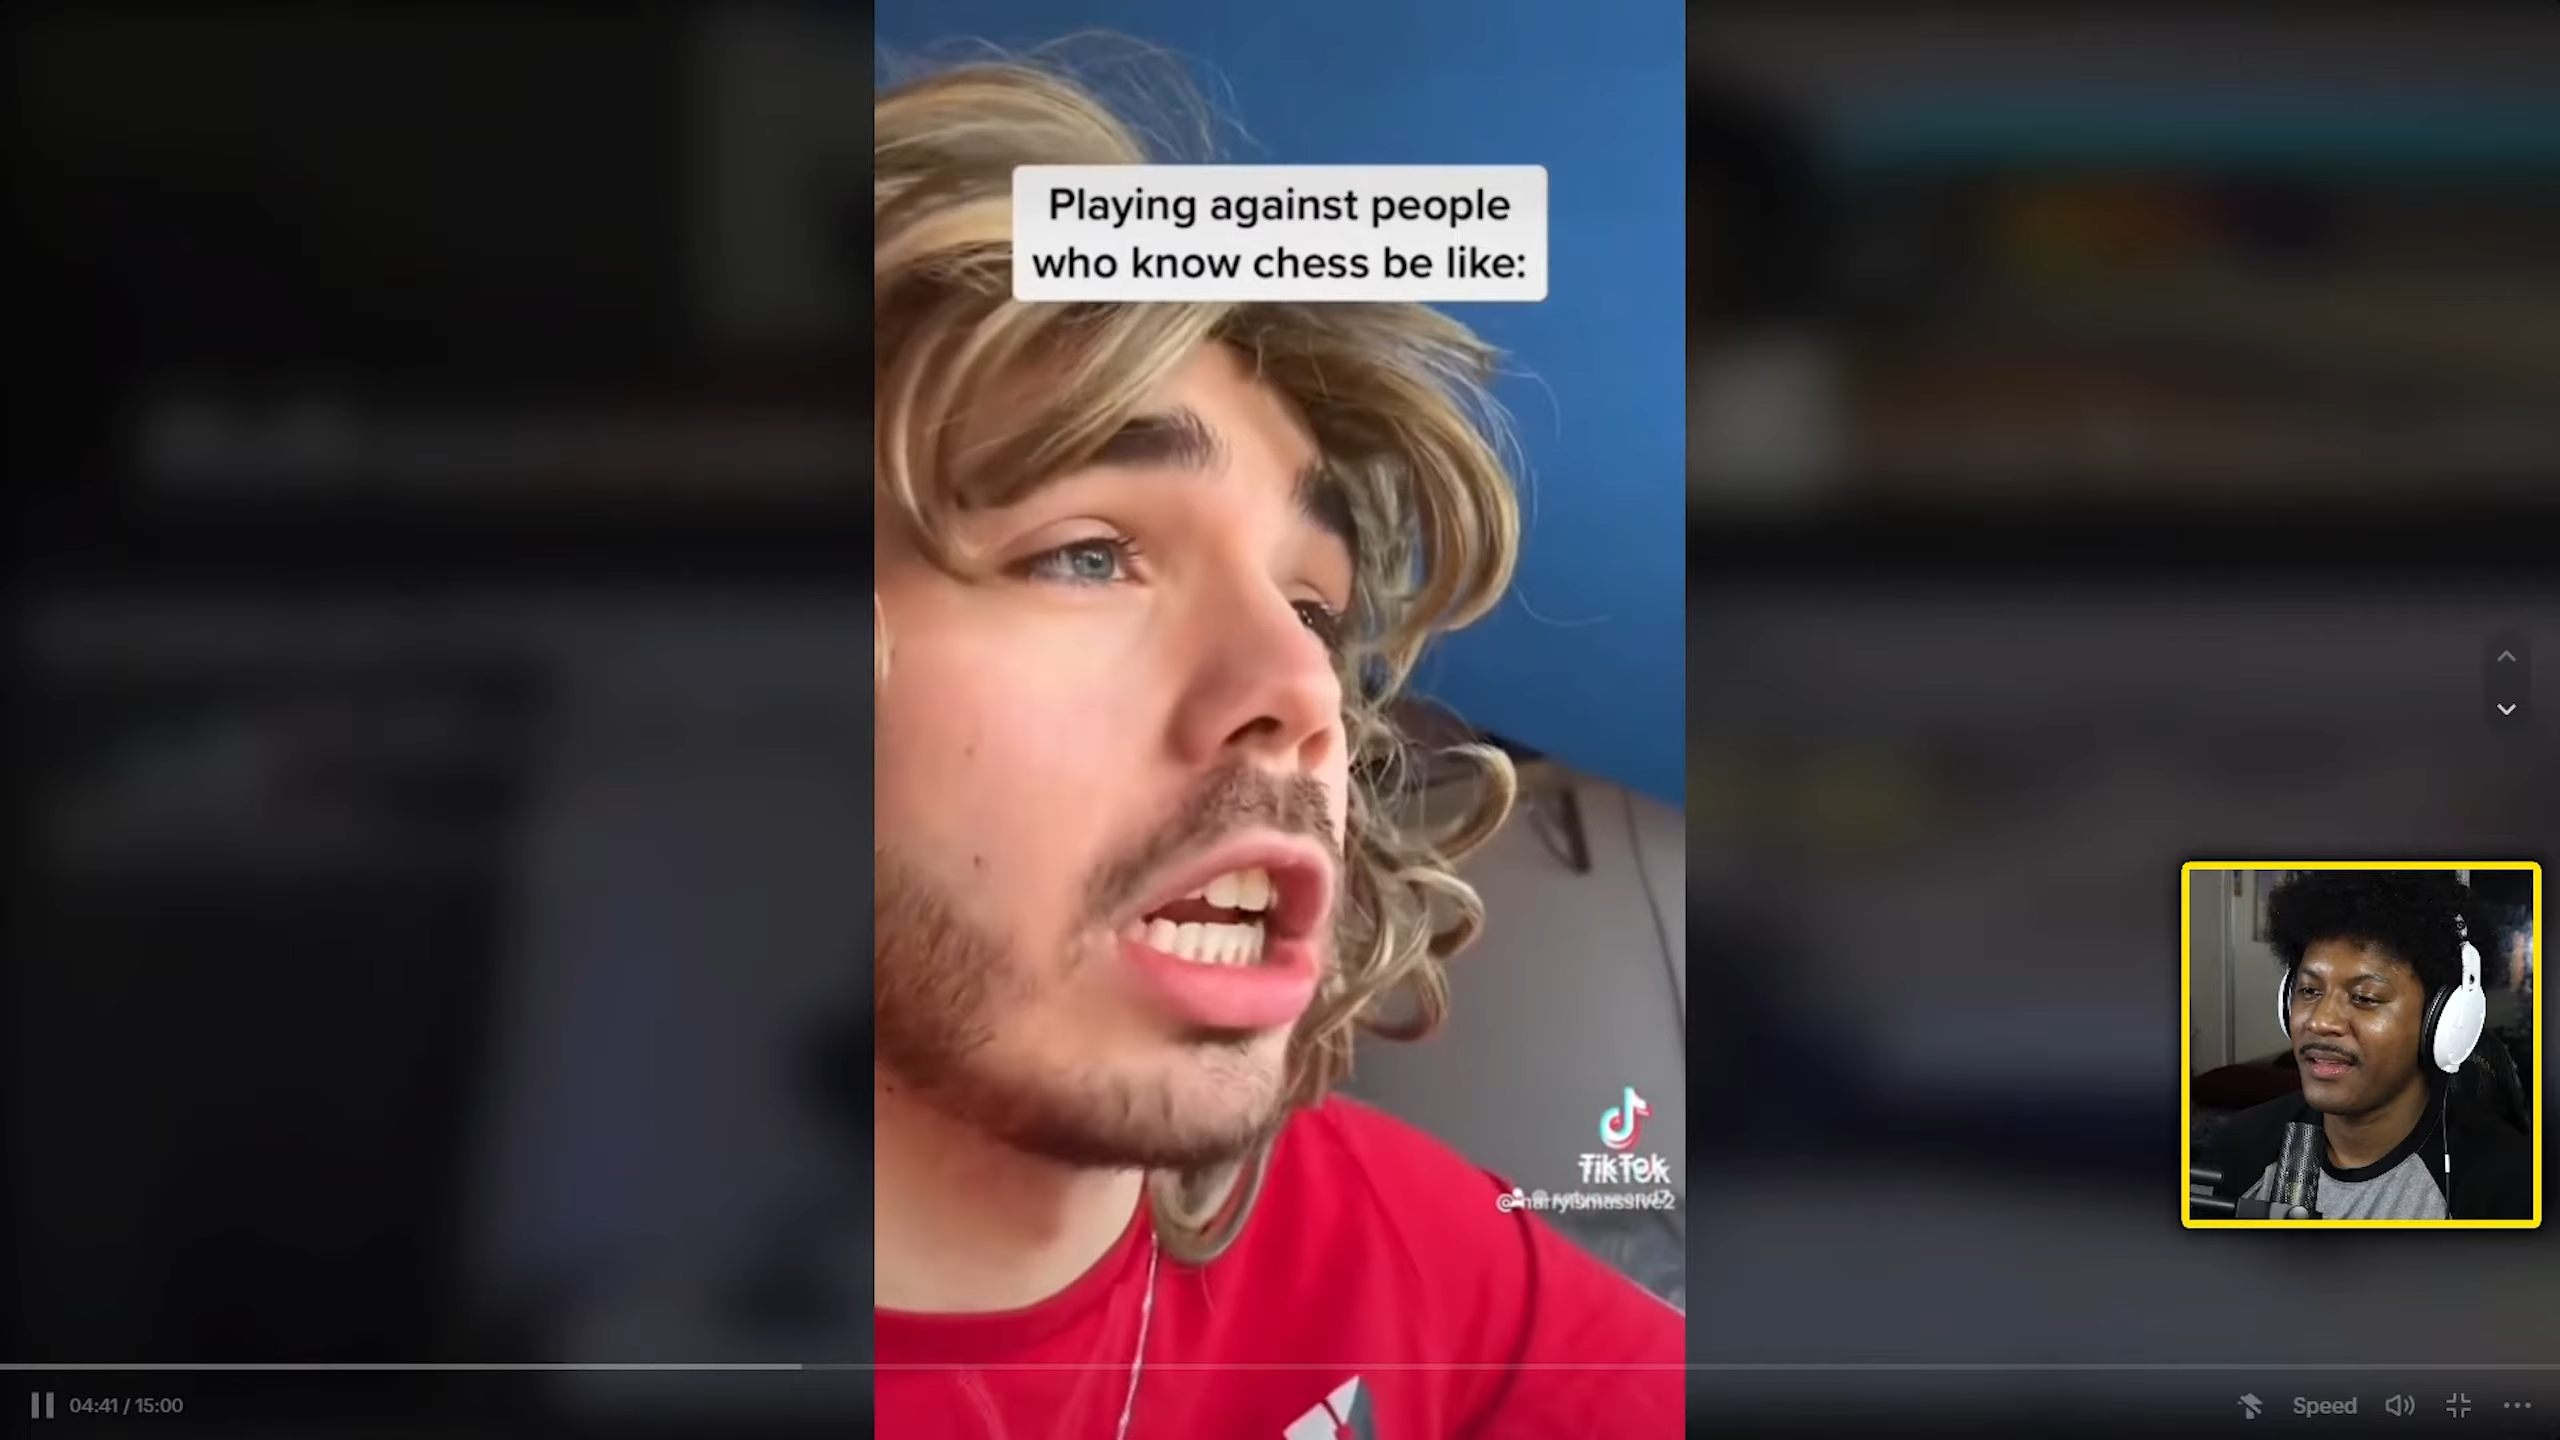 Playing against people
who know chess be like:
TikTok
04:41 / 15:00
Speed